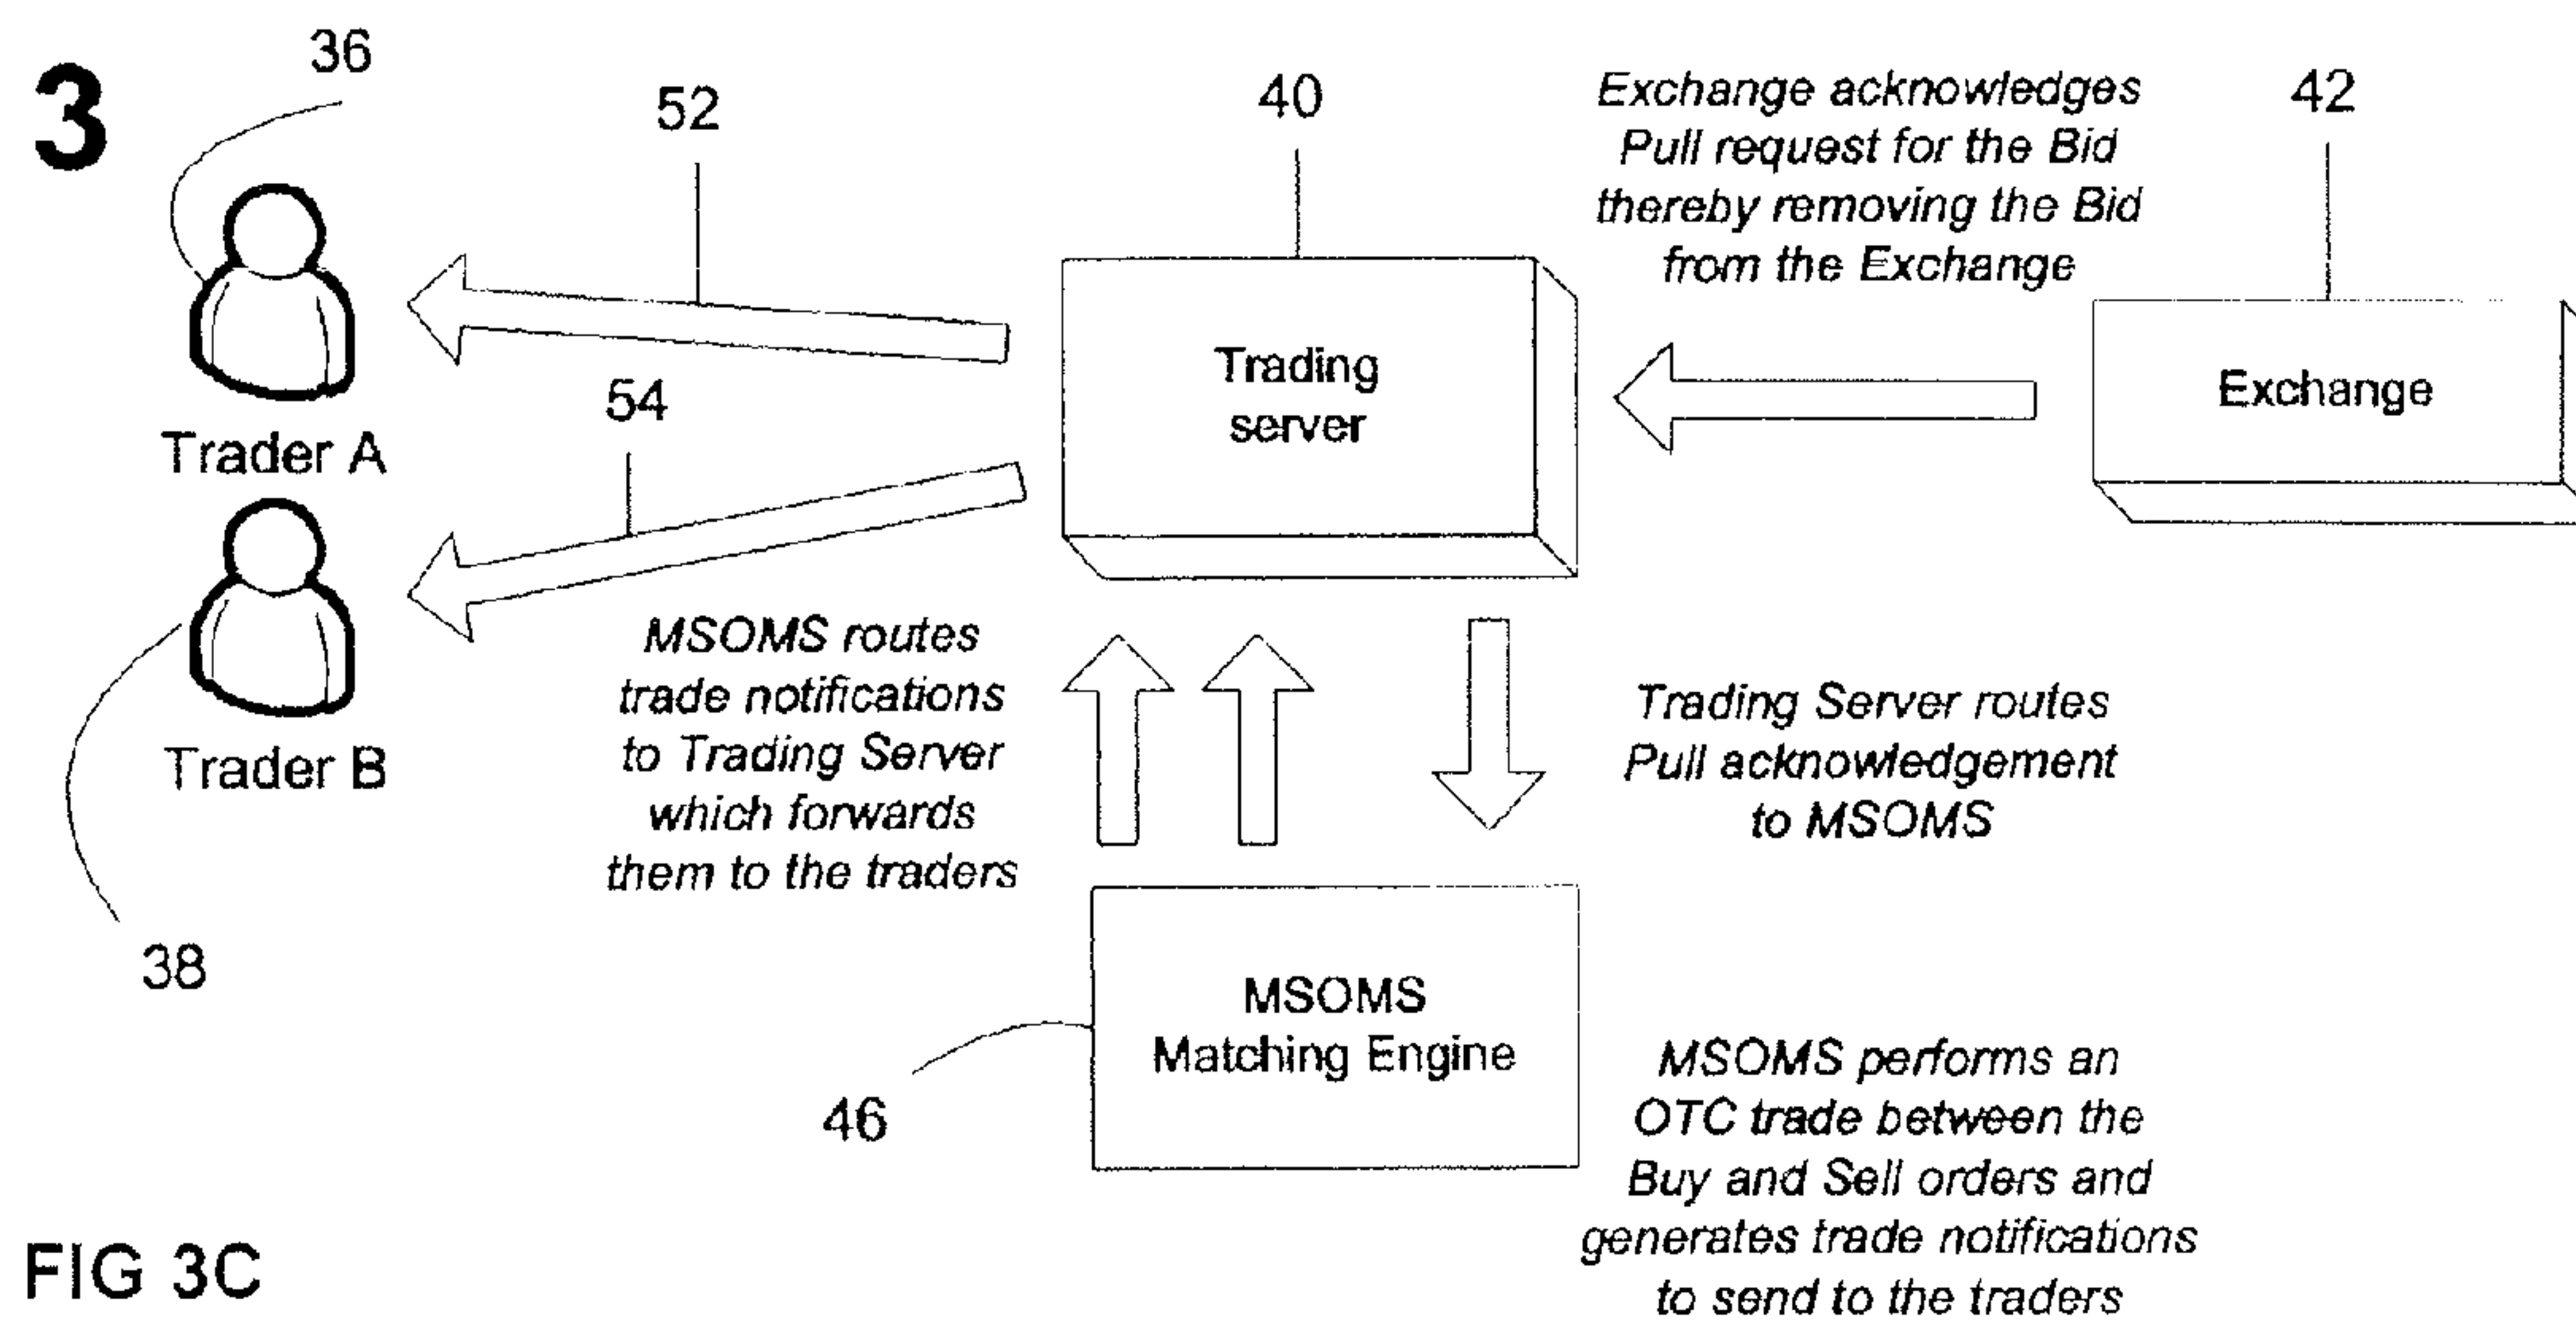 3
36
52
40
42
Exchange acknowledges
Pull request for the Bid
thereby removing the Bid
from the Exchange
Trading
server
Exchange
54
Trader A
Trader B
38
MSOMS routes
trade notifications
to Trading Server
which forwards
them to the traders
Trading Server routes
Pull acknowledgement
to MSOMS
MSOMS
Matching Engine
46
MSOMS performs an
OTC trade between the
Buy and Sell orders and
generates trade notifications
to send to the traders
FIG 3C